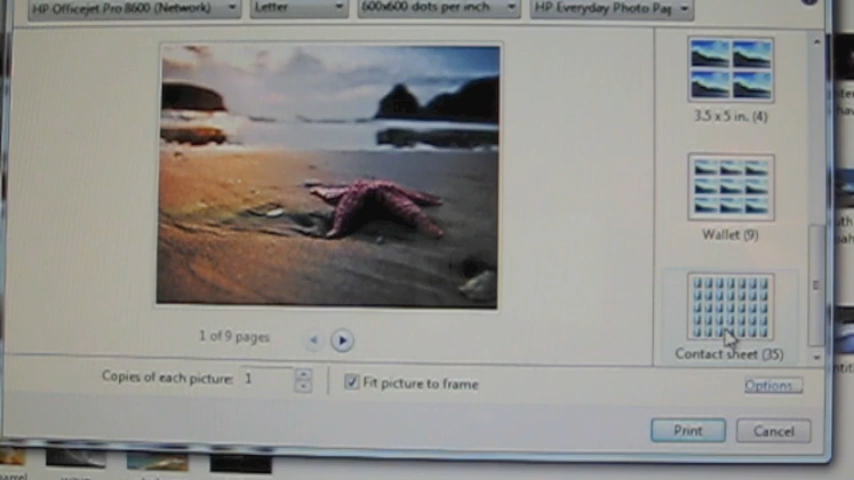 HP Officejet Pro 8600 (Network) Letter 600x600 dots per inch HP Everyday Photo Pap
3.5 x 5 in. (4)
Wallet (9)
Contact sheet (35)
1 of 9 pages
Copies of each picture: 1 Fit picture to frame Options...
Print Cancel